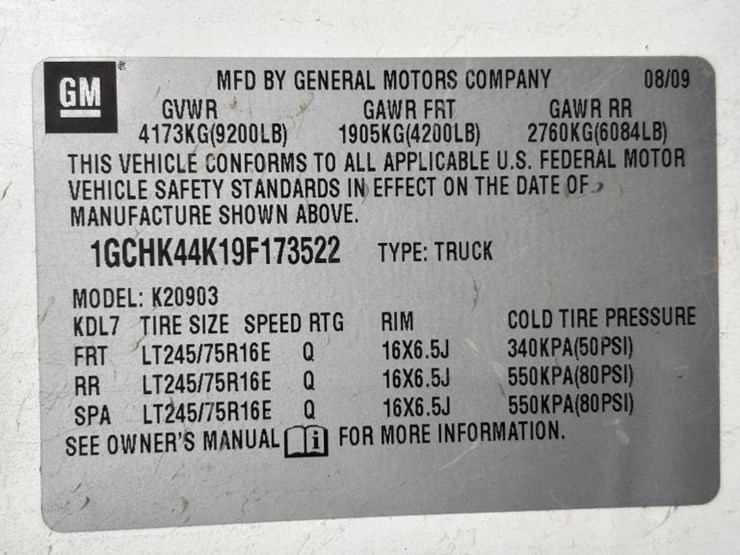 GM
MFD BY GENERAL MOTORS COMPANY 08/09
GVWR GAWR FRT GAWR RR
4173KG(9200LB) 1905KG(4200LB) 2760KG(6084LB)
THIS VEHICLE CONFORMS TO ALL APPLICABLE U.S. FEDERAL MOTOR
VEHICLE SAFETY STANDARDS IN EFFECT ON THE DATE OF
MANUFACTURE SHOWN ABOVE.
1GCHK44K19F173522 TYPE: TRUCK
MODEL: K20903
KDL7 TIRE SIZE SPEED RTG RIM COLD TIRE PRESSURE
FRT LT245/75R16E Q 16X6.5J 340KPA(50PSI)
RR LT245/75R16E Q 16X6.5J 550KPA(80PSI)
SPA LT245/75R16E Q 16X6.5J 550KPA(80PSI)
SEE OWNER'S MANUAL i FOR MORE INFORMATION.